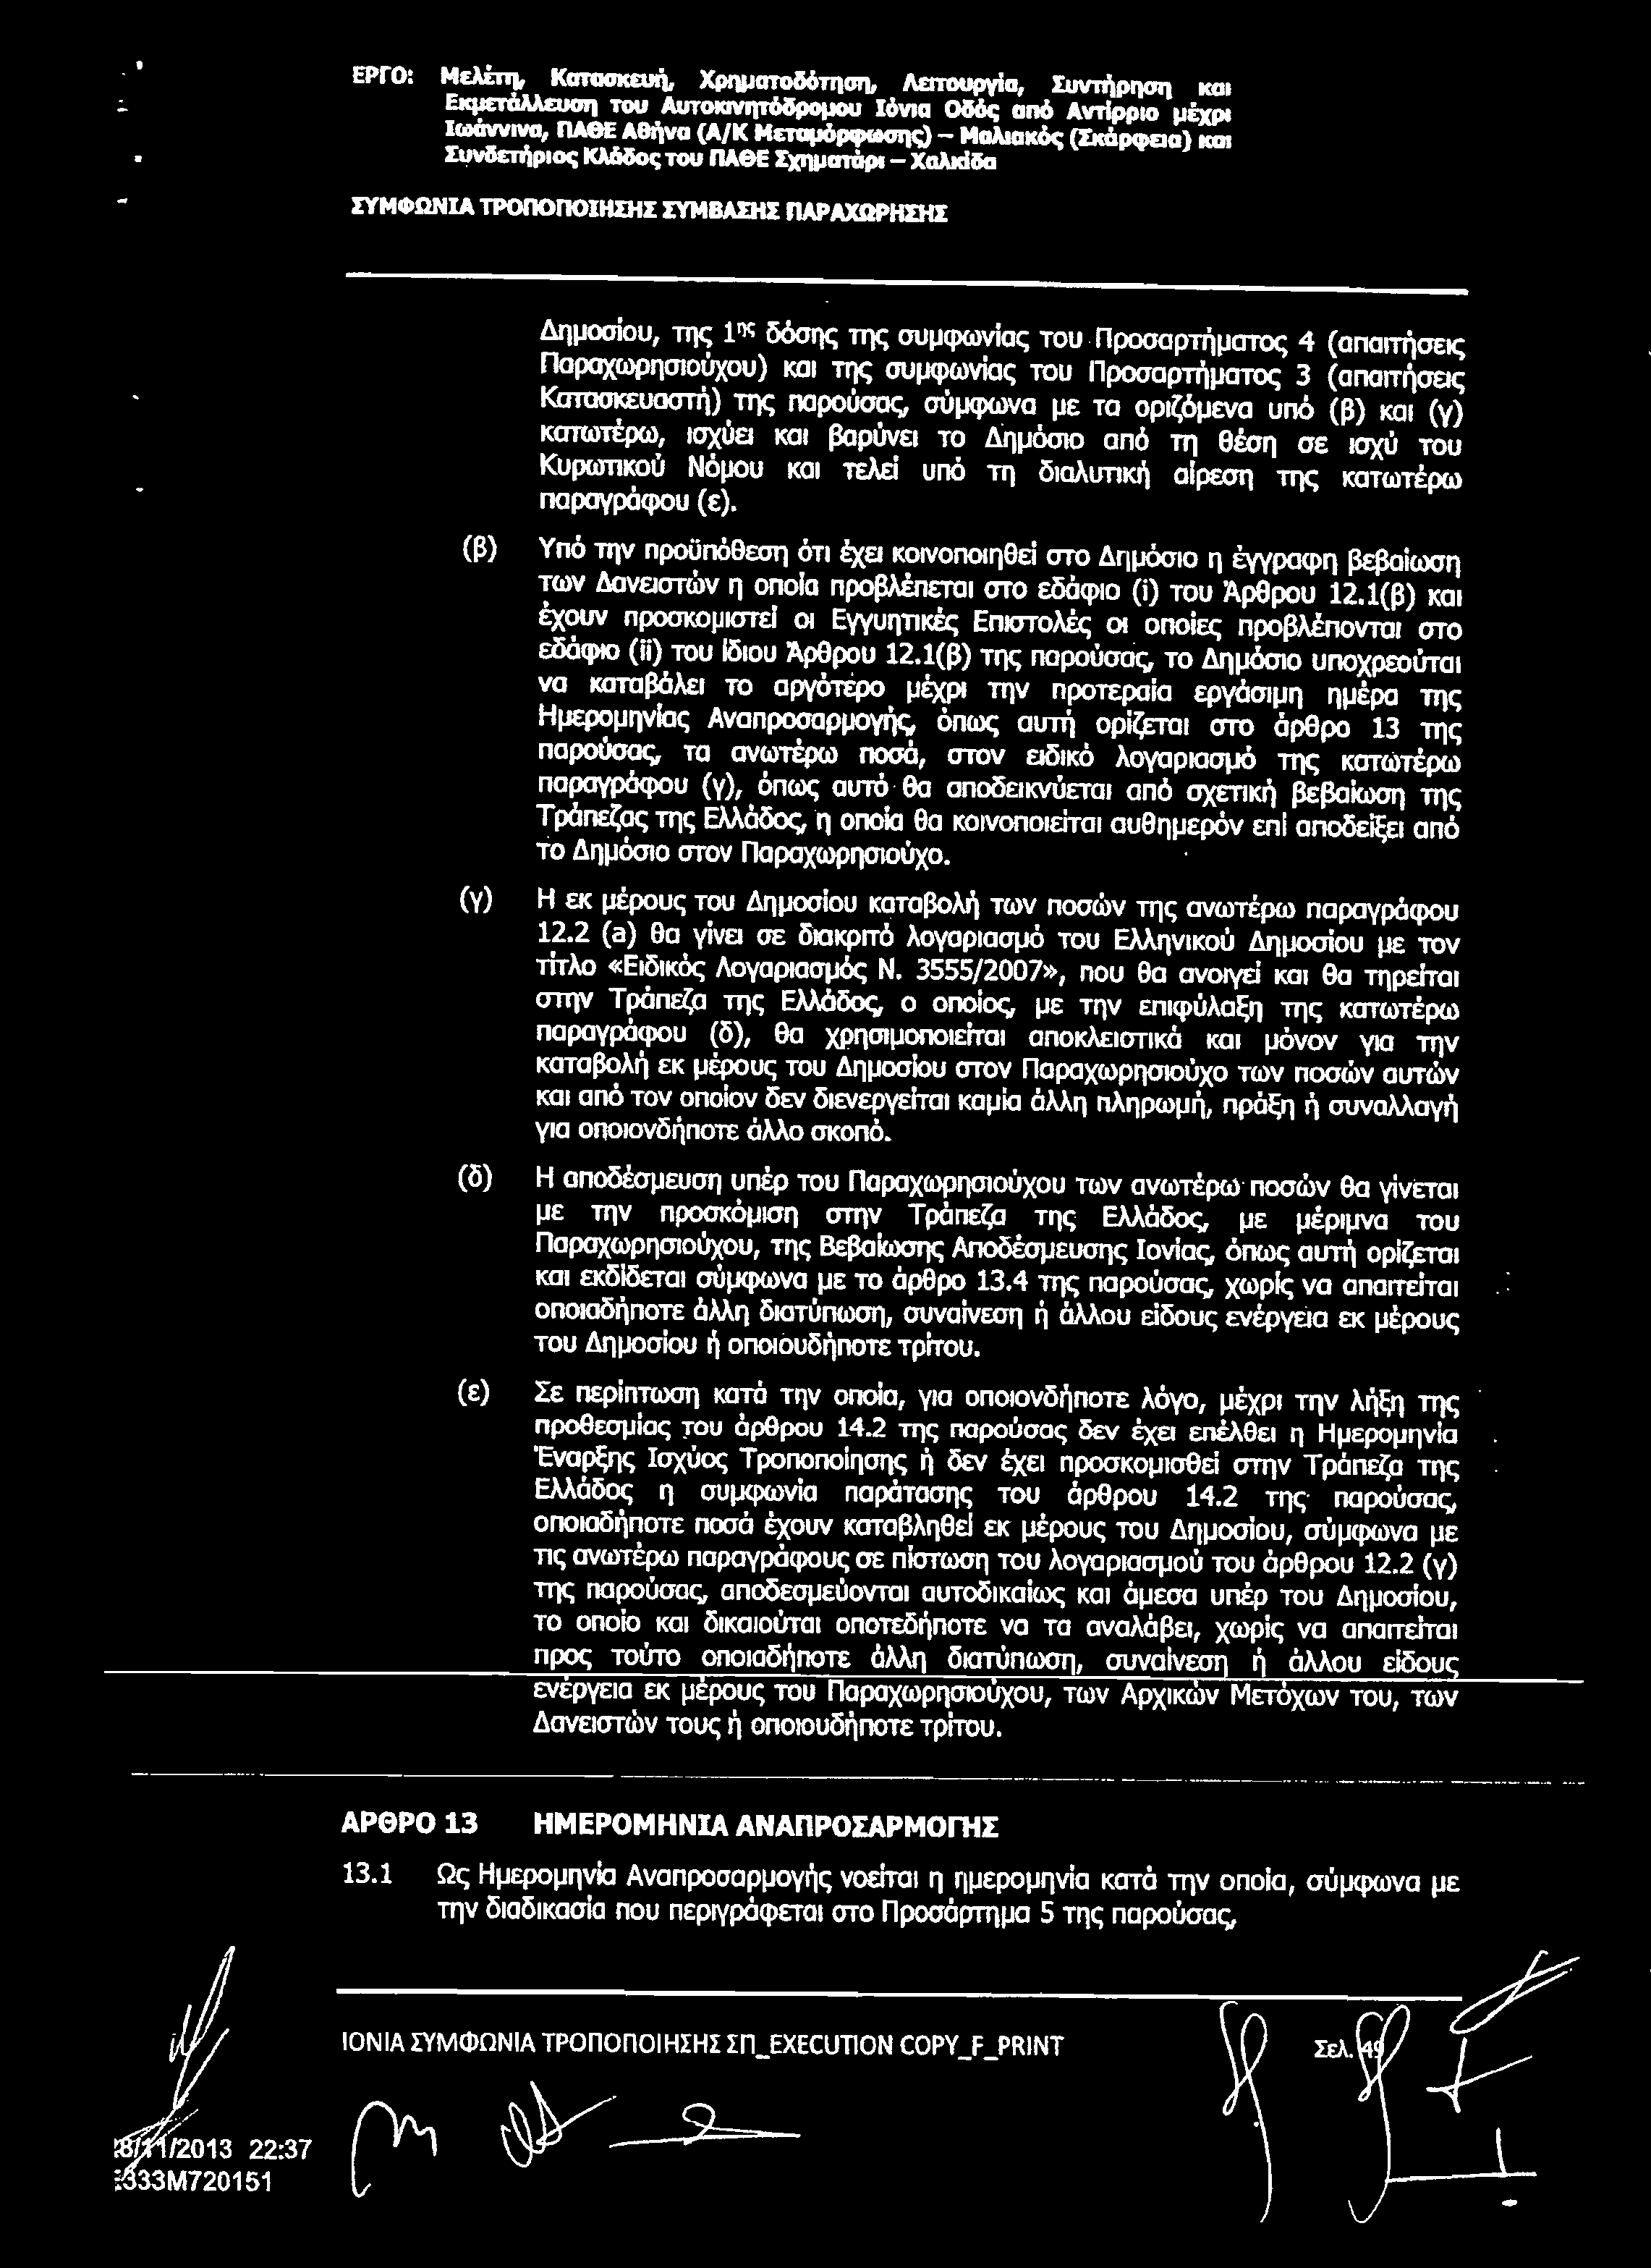 ΕΡΓΟ: Μελέτη, Κατασκευή, Χρηματοδότηση, Λειτουργία, Συντήρηση και
Εκμετάλλευση του Αυτοκινητόδρομου Ιόνια Οδός από Αντίρριο μέχρι
Ιωάννινα, ΠΑΘΕ Αθήνα (Α/Κ Μεταμόρφωσης) – Μαλιακός (Σκάρφεια) και
Συνδετήριος Κλάδος του ΠΑΘΕ Σχηματάρι – Χαλκίδα
ΣΥΜΦΩΝΙΑ ΤΡΟΠΟΠΟΙΗΣΗΣ ΣΥΜΒΑΣΗΣ ΠΑΡΑΧΩΡΗΣΗΣ
Δημοσίου, της 1ης δόσης της συμφωνίας του Προσαρτήματος 4 (απαιτήσεις
Παραχωρησιούχου) και της συμφωνίας του Προσαρτήματος 3 (απαιτήσεις
Κατασκευαστή) της παρούσας, σύμφωνα με τα οριζόμενα υπό (β) και (γ)
κατωτέρω, ισχύει και βαρύνει το Δημόσιο από τη θέση σε ισχύ του
Κυρωτικού Νόμου και τελεί υπό τη διαλυτική αίρεση της κατωτέρω
παραγράφου (ε).
(β) Υπό την προϋπόθεση ότι έχει κοινοποιηθεί στο Δημόσιο η έγγραφη βεβαίωση
των Δανειστών η οποία προβλέπεται στο εδάφιο (i) του Άρθρου 12.1(β) και
έχουν προσκομιστεί οι Εγγυητικές Επιστολές οι οποίες προβλέπονται στο
εδάφιο (ii) του ίδιου Άρθρου 12.1(β) της παρούσας, το Δημόσιο υποχρεούται
να καταβάλει το αργότερο μέχρι την προτεραία εργάσιμη ημέρα της
Ημερομηνίας Αναπροσαρμογής, όπως αυτή ορίζεται στο άρθρο 13 της
παρούσας, τα ανωτέρω ποσά, στον ειδικό λογαριασμό της κατωτέρω
παραγράφου (γ), όπως αυτό θα αποδεικνύεται από σχετική βεβαίωση της
Τράπεζας της Ελλάδος, η οποία θα κοινοποιείται αυθημερόν επί αποδείξει από
το Δημόσιο στον Παραχωρησιούχο.
(γ) Η εκ μέρους του Δημοσίου καταβολή των ποσών της ανωτέρω παραγράφου
12.2 (a) θα γίνει σε διακριτό λογαριασμό του Ελληνικού Δημοσίου με τον
τίτλο «Ειδικός Λογαριασμός Ν. 3555/2007», που θα ανοιγεί και θα τηρείται
στην Τράπεζα της Ελλάδος, ο οποίος, με την επιφύλαξη της κατωτέρω
παραγράφου (δ), θα χρησιμοποιείται αποκλειστικά και μόνον για την
καταβολή εκ μέρους του Δημοσίου στον Παραχωρησιούχο των ποσών αυτών
και από τον οποίον δεν διενεργείται καμία άλλη πληρωμή, πράξη ή συναλλαγή
για οποιονδήποτε άλλο σκοπό.
(δ) Η αποδέσμευση υπέρ του Παραχωρησιούχου των ανωτέρω ποσών θα γίνεται
με την προσκόμιση στην Τράπεζα της Ελλάδος, με μέριμνα του
Παραχωρησιούχου, της Βεβαίωσης Αποδέσμευσης Ιονίας, όπως αυτή ορίζεται
και εκδίδεται σύμφωνα με το άρθρο 13.4 της παρούσας, χωρίς να απαιτείται
οποιαδήποτε άλλη διατύπωση, συναίνεση ή άλλου είδους ενέργεια εκ μέρους
του Δημοσίου ή οποιουδήποτε τρίτου.
(ε) Σε περίπτωση κατά την οποία, για οποιονδήποτε λόγο, μέχρι την λήξη της
προθεσμίας του άρθρου 14.2 της παρούσας δεν έχει επέλθει η Ημερομηνία
Έναρξης Ισχύος Τροποποίησης ή δεν έχει προσκομισθεί στην Τράπεζα της
Ελλάδος η συμφωνία παράτασης του άρθρου 14.2 της παρούσας,
οποιαδήποτε ποσά έχουν καταβληθεί εκ μέρους του Δημοσίου, σύμφωνα με
τις ανωτέρω παραγράφους σε πίστωση του λογαριασμού του άρθρου 12.2 (γ)
της παρούσας, αποδεσμεύονται αυτοδικαίως και άμεσα υπέρ του Δημοσίου,
το οποίο και δικαιούται οποτεδήποτε να τα αναλάβει, χωρίς να απαιτείται
προς τούτο οποιαδήποτε άλλη διατύπωση, συναίνεση ή άλλου είδους
ενέργεια εκ μέρους του Παραχωρησιούχου, των Αρχικών Μετόχων του, των
Δανειστών τους ή οποιουδήποτε τρίτου.
ΑΡΘΡΟ 13 ΗΜΕΡΟΜΗΝΙΑ ΑΝΑΠΡΟΣΑΡΜΟΓΗΣ
13.1 Ως Ημερομηνία Αναπροσαρμογής νοείται η ημερομηνία κατά την οποία, σύμφωνα με
την διαδικασία που περιγράφεται στο Προσάρτημα 5 της παρούσας,
ΙΟΝΙΑ ΣΥΜΦΩΝΙΑ ΤΡΟΠΟΠΟΙΗΣΗΣ ΣΠ_EXECUTION COPY_F_PRINT Σελ. 49
8/11/2013 22:37
333M720151